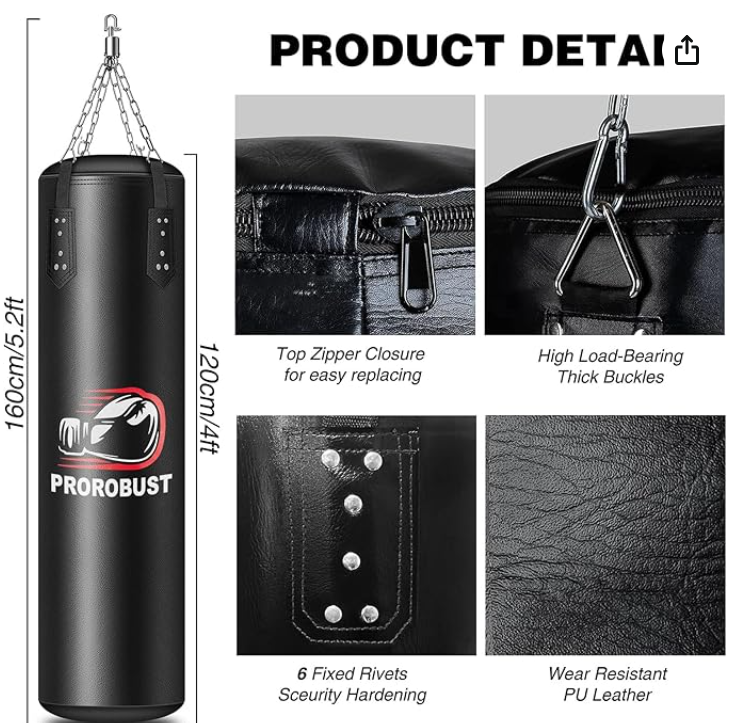 PRODUCT DETAI
160cm/5.2ft
120cm/4ft
PROROBUST
Top Zipper Closure
for easy replacing
High Load-Bearing
Thick Buckles
6 Fixed Rivets
Sceurity Hardening
Wear Resistant
PU Leather